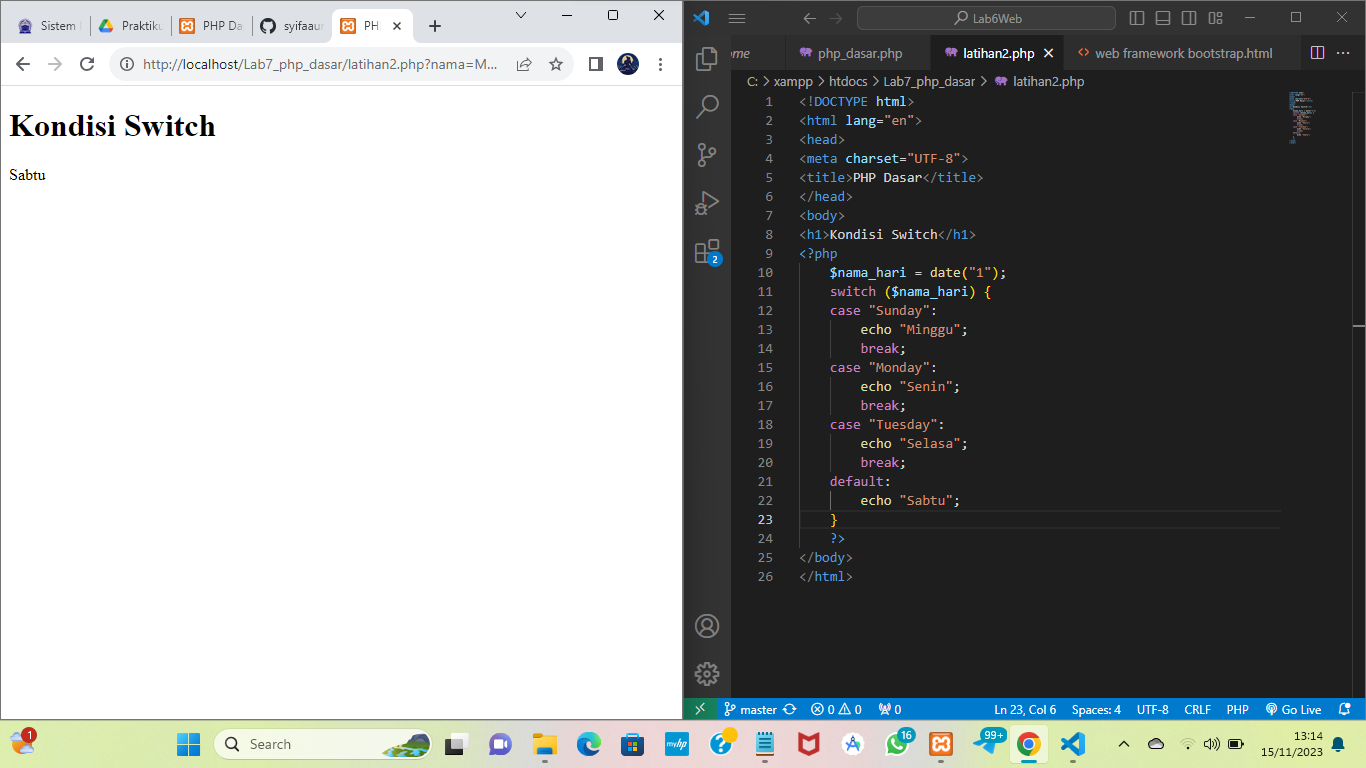 Sistem
Praktiku
PHP Da
syifaaur
PH
http://localhost/Lab7_php_dasar/latihan2.php?nama=M...
Kondisi Switch
Sabtu
Lab6Web
ome
php_dasar.php
latihan2.php
web framework bootstrap.html
C: > xampp > htdocs > Lab7_php_dasar > latihan2.php
1 <!DOCTYPE html>
2 <html lang="en">
3 <head>
4 <meta charset="UTF-8">
5 <title>PHP Dasar</title>
6 </head>
7 <body>
8 <h1>Kondisi Switch</h1>
9 <?php
10 $nama_hari = date("1");
11 switch ($nama_hari) {
12 case "Sunday":
13 echo "Minggu";
14 break;
15 case "Monday":
16 echo "Senin";
17 break;
18 case "Tuesday":
19 echo "Selasa";
20 break;
21 default:
22 echo "Sabtu";
23 }
24 ?>
25 </body>
26 </html>
2
master
0
0
0
Ln 23, Col 6
Spaces: 4
UTF-8
CRLF
PHP
Go Live
1
Search
myhp
16
99+
13:14
15/11/2023